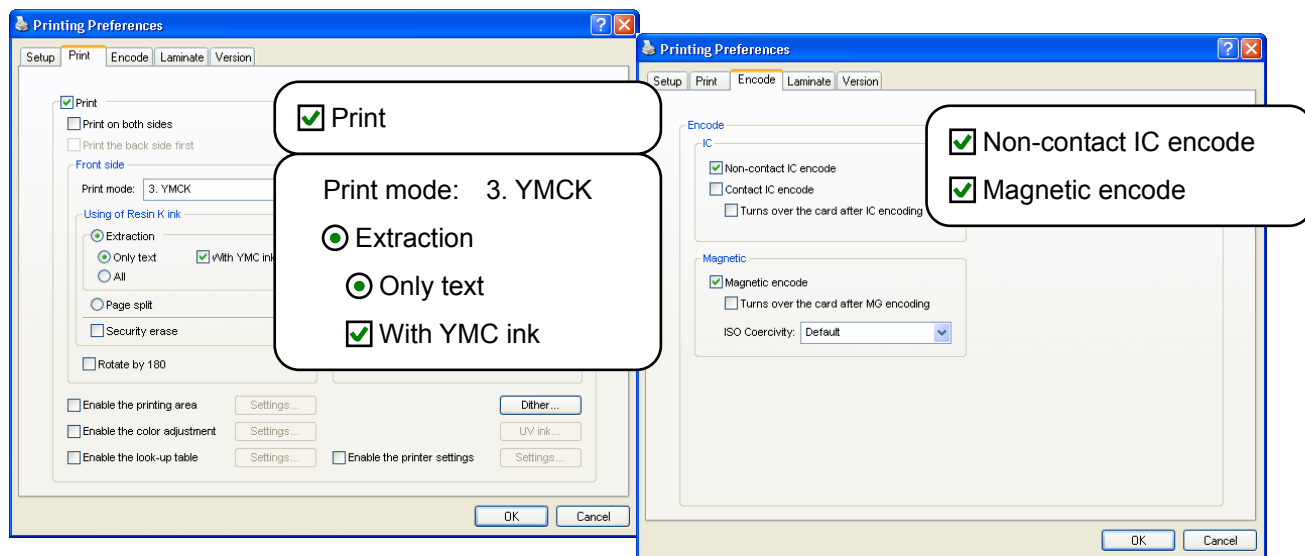 Printing Preferences
Setup Print Encode Laminate Version
Print
Print on both sides
Print the back side first
Front side
Print mode: 3. YMCK
Using of Resin K ink
Extraction
Only text With YMC ink
All
Page split
Security erase
Rotate by 180
Enable the printing area Settings... Dither...
Enable the color adjustment Settings... UV ink...
Enable the look-up table Settings... Enable the printer settings Settings...
OK Cancel
Print
Print mode: 3. YMCK
Extraction
Only text
With YMC ink
Printing Preferences
Setup Print Encode Laminate Version
Encode
IC
Non-contact IC encode
Contact IC encode
Turns over the card after IC encoding
Magnetic
Magnetic encode
Turns over the card after MG encoding
ISO Coercivity: Default
OK Cancel
Non-contact IC encode
Magnetic encode